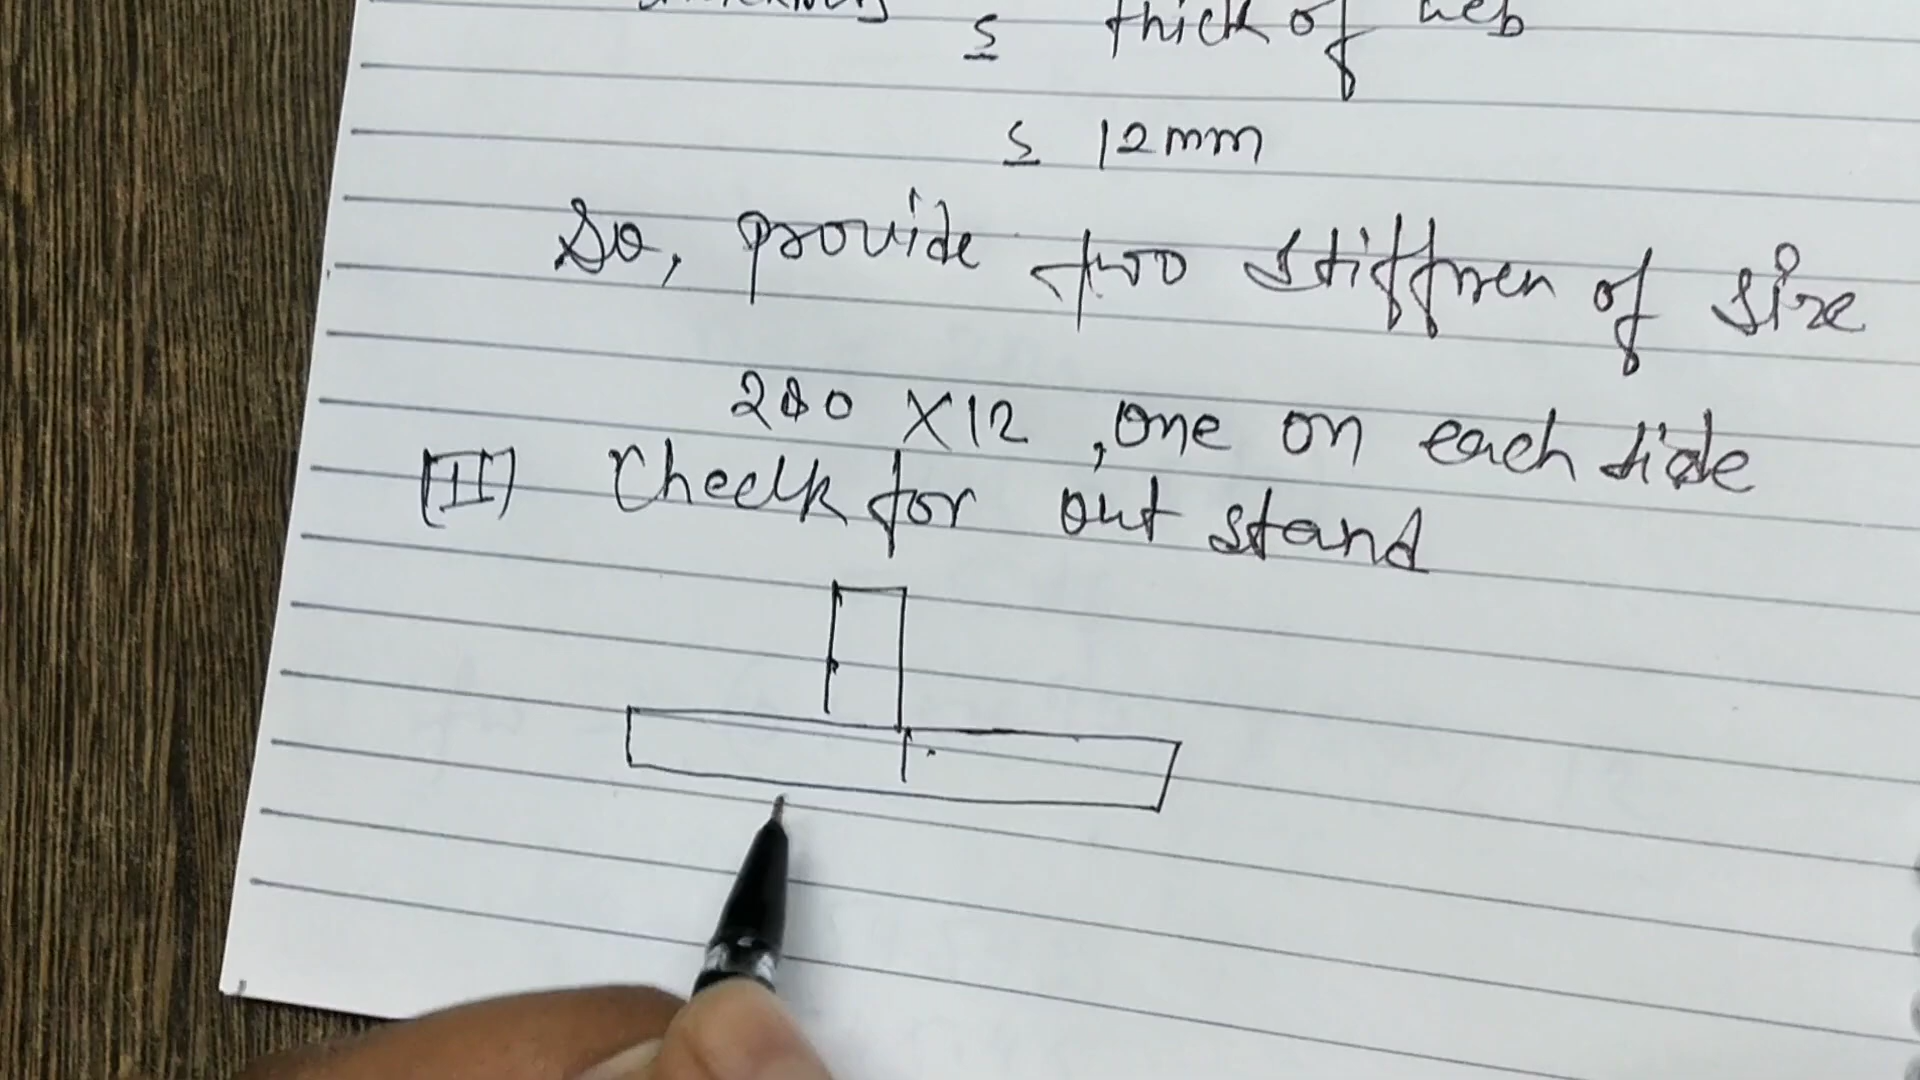 ≤ thick of web
≤ 12mm
So, provide two stiffner of size
280 X12 , one on each side
(II) Check for out stand